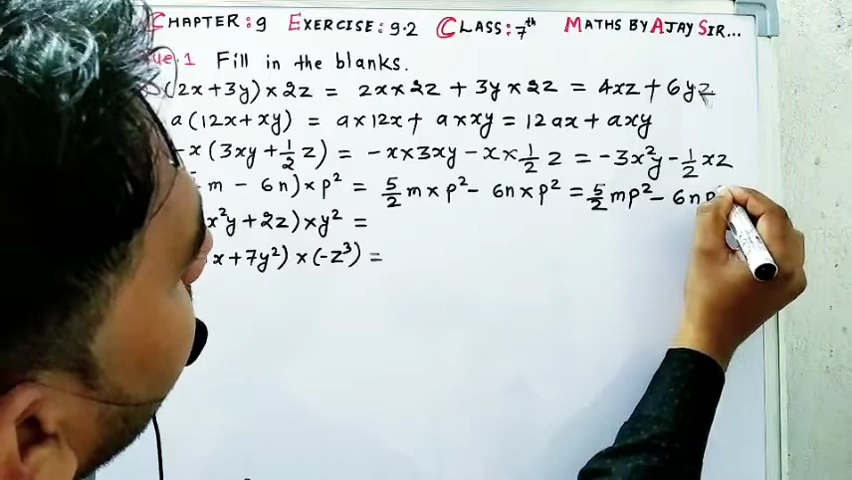 CHAPTER:9 EXERCISE:9.2 CLASS:7th MATHS BY AJAY SIR...
ue.1 Fill in the blanks.
(2x+3y)×2z = 2x×2z + 3y×2z = 4xz+6yz
a(12x+xy) = a×12x+ a×xy = 12ax+axy
-x(3xy+1/2 z) = -x×3xy-x×1/2 z = -3x²y-1/2 xz
m - 6n)×p² = 5/2 m×p²- 6n×p² = 5/2 mp²- 6np
x²y+2z)×y² =
x+7y²)×(-z³) =